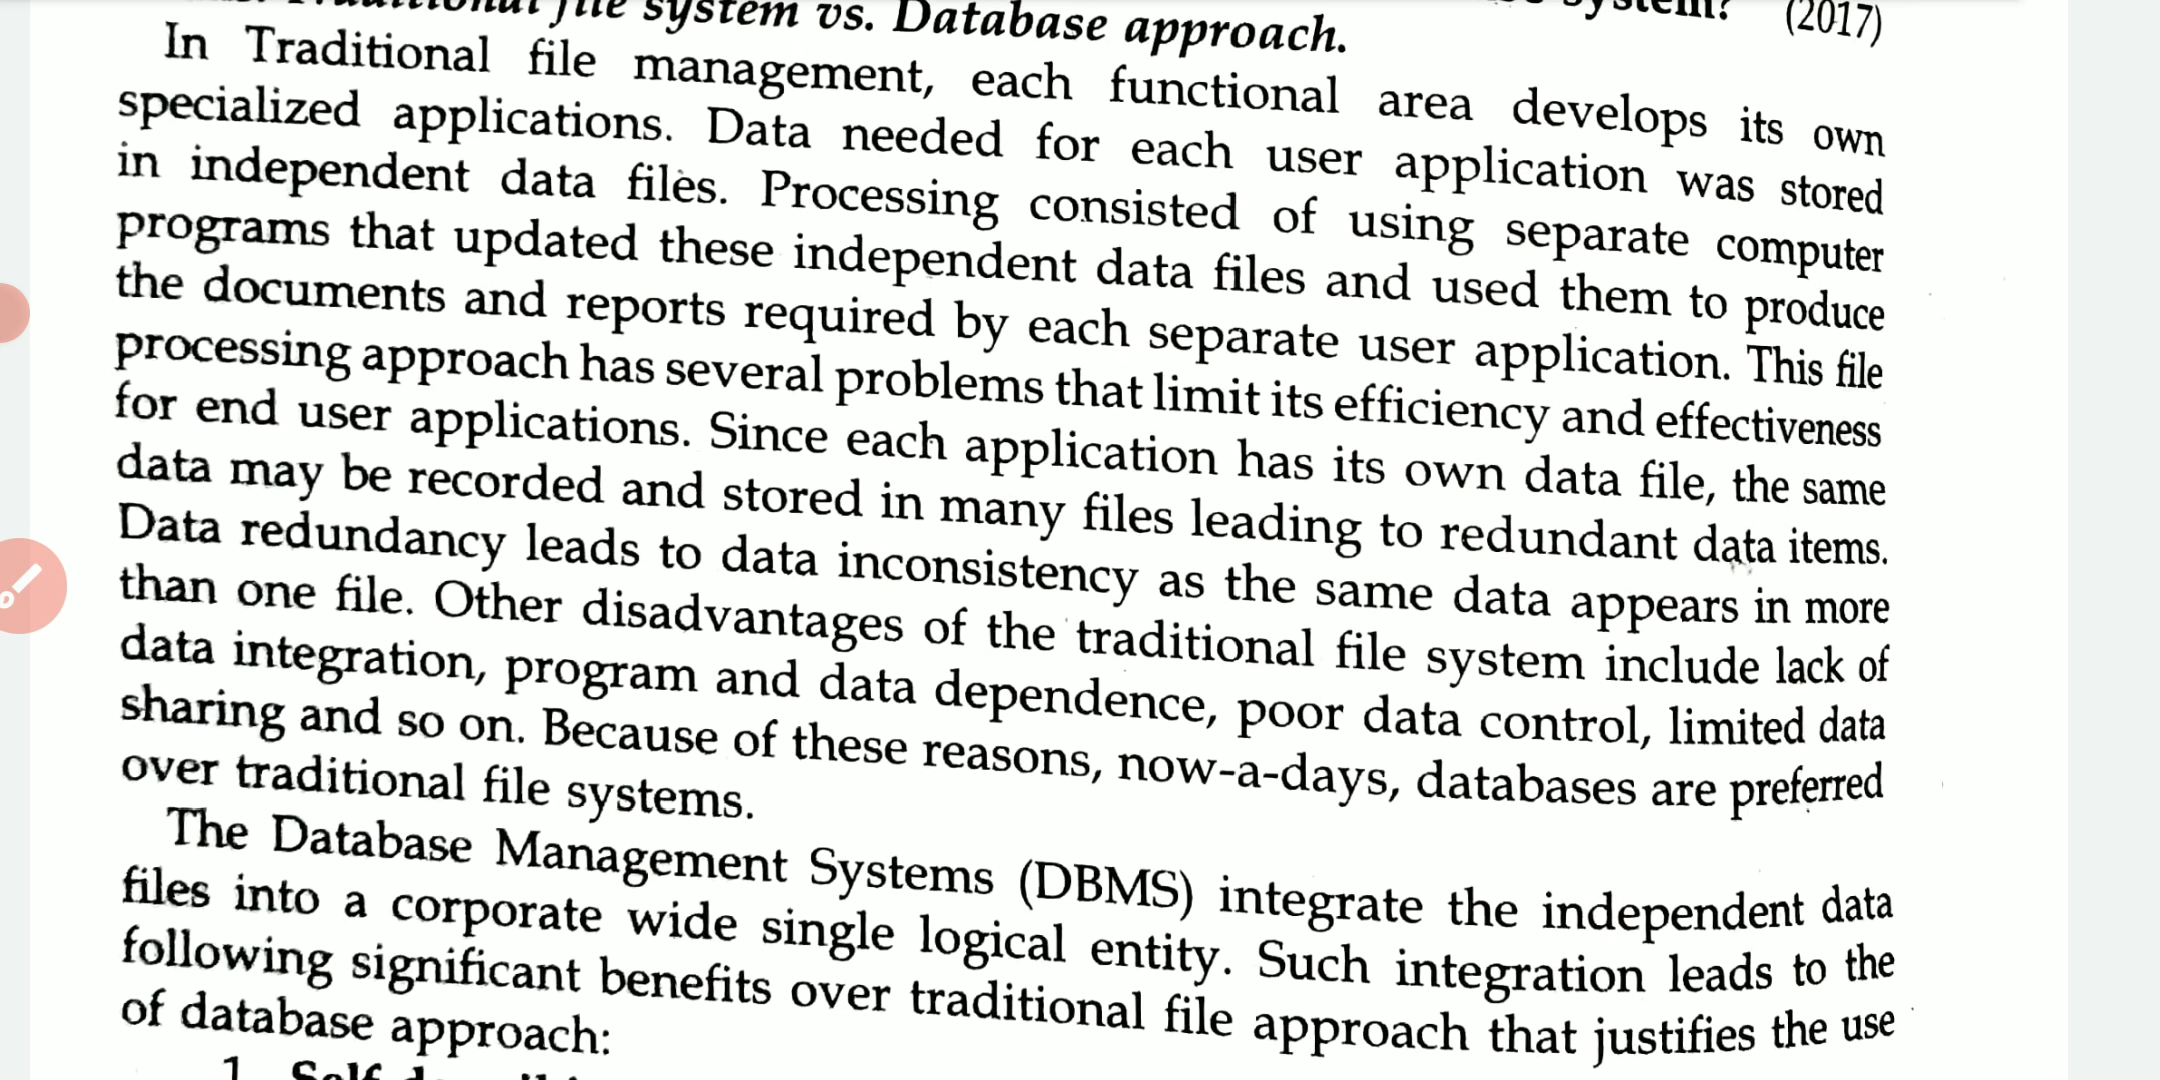 system? (2017)
Traditional file system vs. Database approach.
In Traditional file management, each functional area develops its own
specialized applications. Data needed for each user application was stored
in independent data files. Processing consisted of using separate computer
programs that updated these independent data files and used them to produce
the documents and reports required by each separate user application. This file
processing approach has several problems that limit its efficiency and effectiveness
for end user applications. Since each application has its own data file, the same
data may be recorded and stored in many files leading to redundant data items.
Data redundancy leads to data inconsistency as the same data appears in more
than one file. Other disadvantages of the traditional file system include lack of
data integration, program and data dependence, poor data control, limited data
sharing and so on. Because of these reasons, now-a-days, databases are preferred
over traditional file systems.
The Database Management Systems (DBMS) integrate the independent data
files into a corporate wide single logical entity. Such integration leads to the
following significant benefits over traditional file approach that justifies the use
of database approach:
1